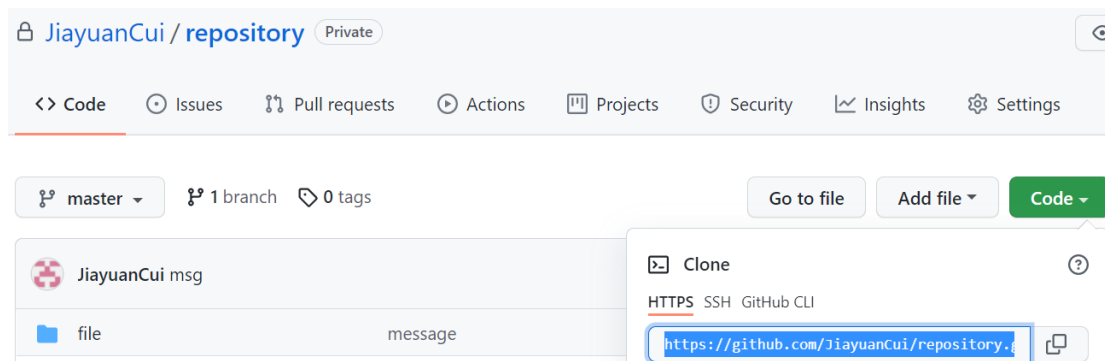 JiayuanCui / repository Private
Code Issues Pull requests Actions Projects Security Insights Settings
master 1 branch 0 tags Go to file Add file Code
JiayuanCui msg
Clone
HTTPS SSH GitHub CLI
file message
https://github.com/JiayuanCui/repository.g